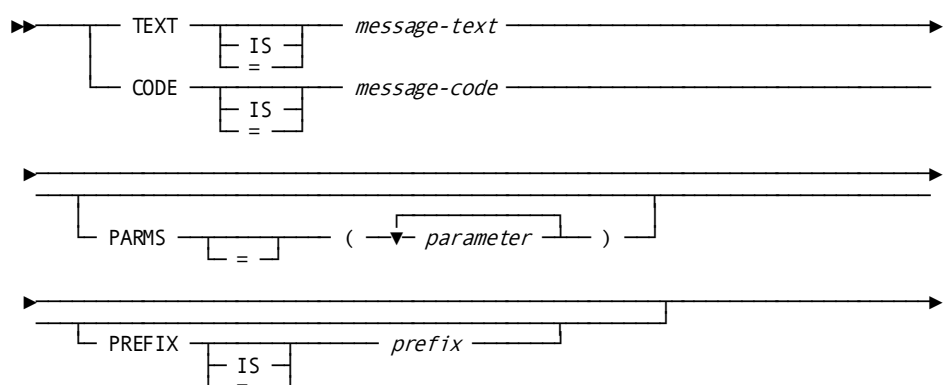 TEXT IS = message-text
CODE IS = message-code
PARMS = ( parameter )
PREFIX IS = prefix